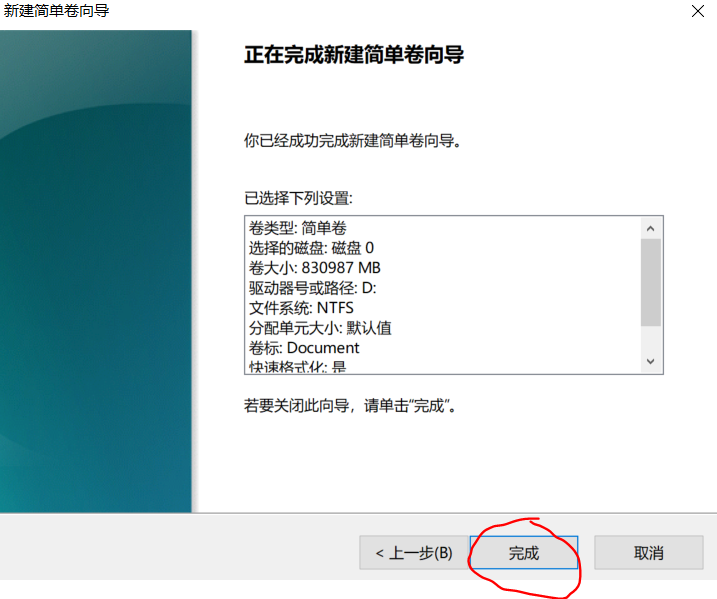 新建简单卷向导
正在完成新建简单卷向导
你已经成功完成新建简单卷向导。
已选择下列设置:
卷类型: 简单卷
选择的磁盘: 磁盘 0
卷大小: 830987 MB
驱动器号或路径: D:
文件系统: NTFS
分配单元大小: 默认值
卷标: Document
快速格式化: 是
若要关闭此向导，请单击"完成"。
< 上一步(B)
完成
取消